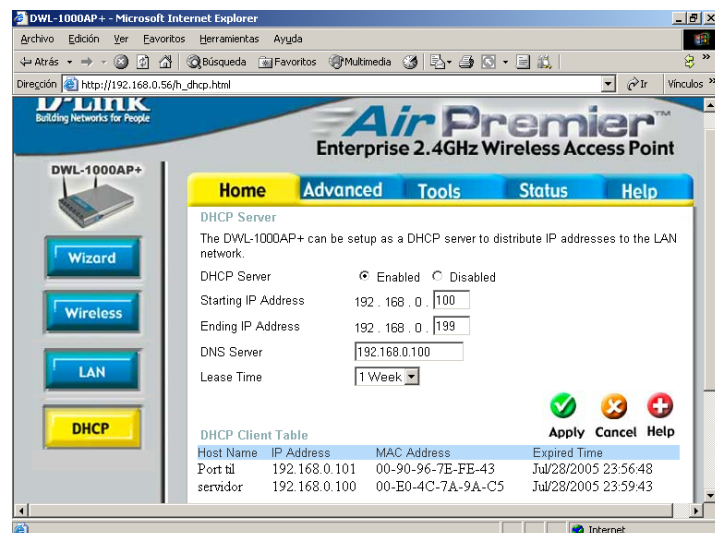 DWL-1000AP+ - Microsoft Internet Explorer
Archivo Edición Ver Favoritos Herramientas Ayuda
Atrás Búsqueda Favoritos Multimedia
Dirección http://192.168.0.56/h_dhcp.html Ir Vínculos »
D-Link
Building Networks for People
Air Premier™
Enterprise 2.4GHz Wireless Access Point
DWL-1000AP+
Home Advanced Tools Status Help
Wizard
Wireless
LAN
DHCP
DHCP Server
The DWL-1000AP+ can be setup as a DHCP server to distribute IP addresses to the LAN
network.
DHCP Server Enabled Disabled
Starting IP Address 192 . 168 . 0 . 100
Ending IP Address 192 . 168 . 0 . 199
DNS Server 192.168.0.100
Lease Time 1 Week
Apply Cancel Help
DHCP Client Table
Host Name IP Address MAC Address Expired Time
Port til 192.168.0.101 00-90-96-7E-FE-43 Jul/28/2005 23:56:48
servidor 192.168.0.100 00-E0-4C-7A-9A-C5 Jul/28/2005 23:59:43
Internet